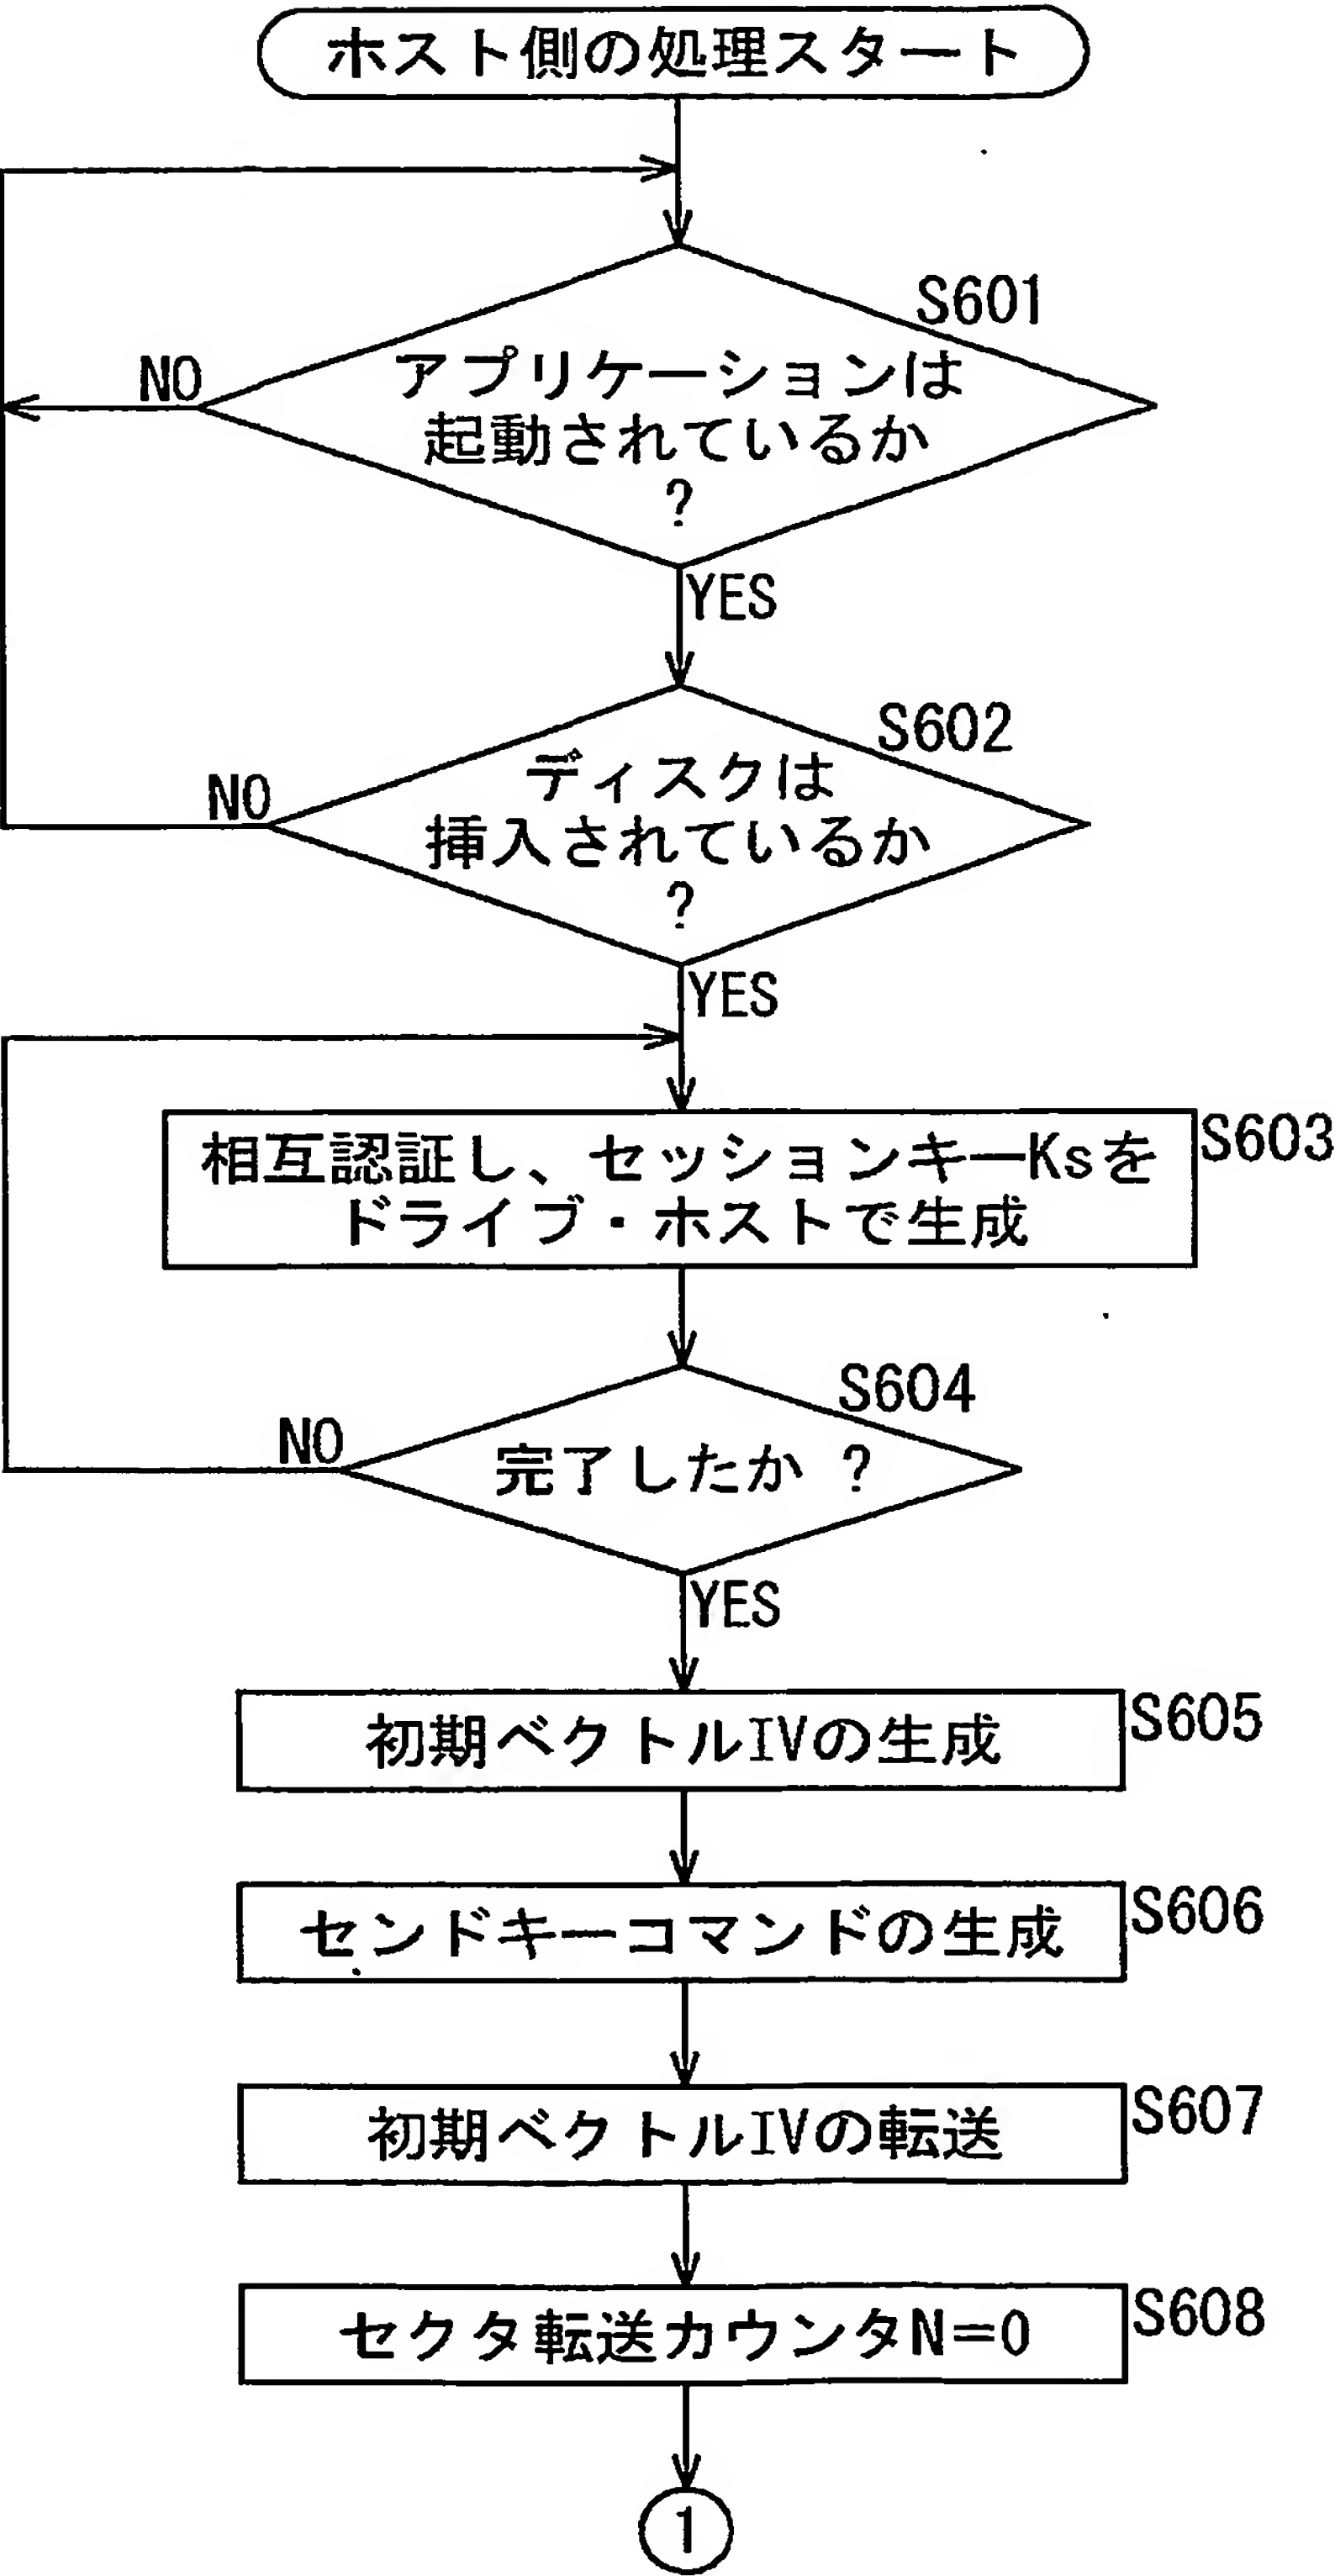 ホスト側の処理スタート
S601
NO
アプリケーションは
起動されているか
?
YES
S602
NO
ディスクは
挿入されているか
?
YES
S603
相互認証し、セッションキーKsを
ドライブ・ホストで生成
S604
NO
完了したか ?
YES
S605
初期ベクトルIVの生成
S606
センドキーコマンドの生成
S607
初期ベクトルIVの転送
S608
セクタ転送カウンタN=0
1